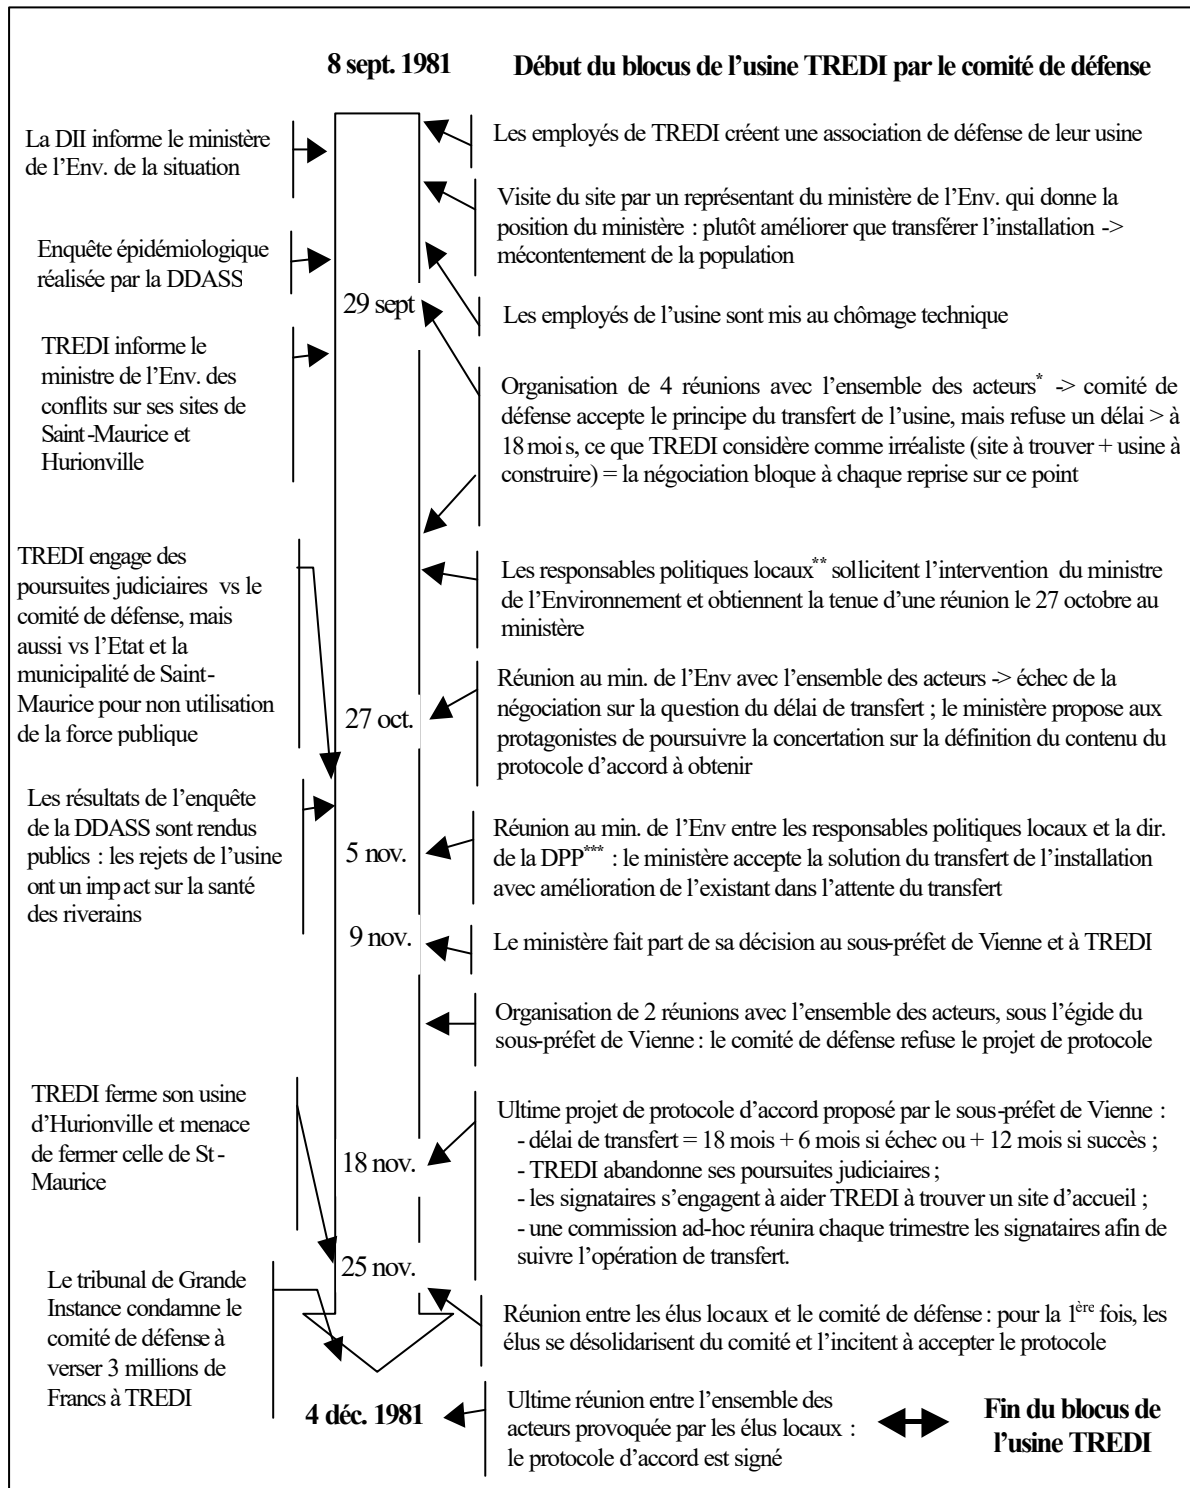 8 sept. 1981 Début du blocus de l'usine TREDI par le comité de défense
Les employés de TREDI créent une association de défense de leur usine
La DII informe le ministère
de l'Env. de la situation
Visite du site par un représentant du ministère de l'Env. qui donne la
position du ministère : plutôt améliorer que transférer l'installation ->
mécontentement de la population
Enquête épidémiologique
réalisée par la DDASS
29 sept
Les employés de l'usine sont mis au chômage technique
TREDI informe le
ministre de l'Env. des
conflits sur ses sites de
Saint-Maurice et
Hurionville
Organisation de 4 réunions avec l'ensemble des acteurs* -> comité de
défense accepte le principe du transfert de l'usine, mais refuse un délai > à
18 mois, ce que TREDI considère comme irréaliste (site à trouver + usine à
construire) = la négociation bloque à chaque reprise sur ce point
TREDI engage des
poursuites judiciaires vs le
comité de défense, mais
aussi vs l'Etat et la
municipalité de Saint-
Maurice pour non utilisation
de la force publique
Les responsables politiques locaux** sollicitent l'intervention du ministre
de l'Environnement et obtiennent la tenue d'une réunion le 27 octobre au
ministère
27 oct.
Réunion au min. de l'Env avec l'ensemble des acteurs -> échec de la
négociation sur la question du délai de transfert ; le ministère propose aux
protagonistes de poursuivre la concertation sur la définition du contenu du
protocole d'accord à obtenir
Les résultats de l'enquête
de la DDASS sont rendus
publics : les rejets de l'usine
ont un impact sur la santé
des riverains
5 nov.
Réunion au min. de l'Env entre les responsables politiques locaux et la dir.
de la DPP*** : le ministère accepte la solution du transfert de l'installation
avec amélioration de l'existant dans l'attente du transfert
9 nov.
Le ministère fait part de sa décision au sous-préfet de Vienne et à TREDI
Organisation de 2 réunions avec l'ensemble des acteurs, sous l'égide du
sous-préfet de Vienne : le comité de défense refuse le projet de protocole
TREDI ferme son usine
d'Hurionville et menace
de fermer celle de St-
Maurice
18 nov.
Ultime projet de protocole d'accord proposé par le sous-préfet de Vienne :
- délai de transfert = 18 mois + 6 mois si échec ou + 12 mois si succès ;
- TREDI abandonne ses poursuites judiciaires ;
- les signataires s'engagent à aider TREDI à trouver un site d'accueil ;
- une commission ad-hoc réunira chaque trimestre les signataires afin de
suivre l'opération de transfert.
25 nov.
Le tribunal de Grande
Instance condamne le
comité de défense à
verser 3 millions de
Francs à TREDI
Réunion entre les élus locaux et le comité de défense : pour la 1ère fois, les
élus se désolidarisent du comité et l'incitent à accepter le protocole
4 déc. 1981
Ultime réunion entre l'ensemble des
acteurs provoquée par les élus locaux :
le protocole d'accord est signé
Fin du blocus de
l'usine TREDI